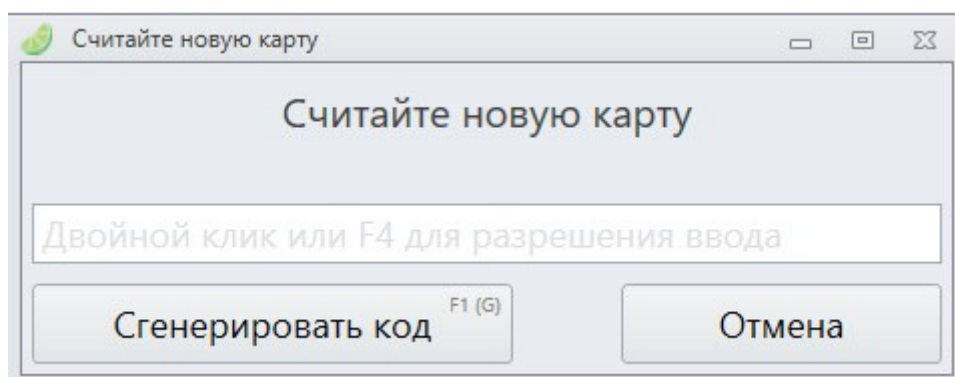 Считайте новую карту
Считайте новую карту
Двойной клик или F4 для разрешения ввода
Сгенерировать код F1 (G)
Отмена